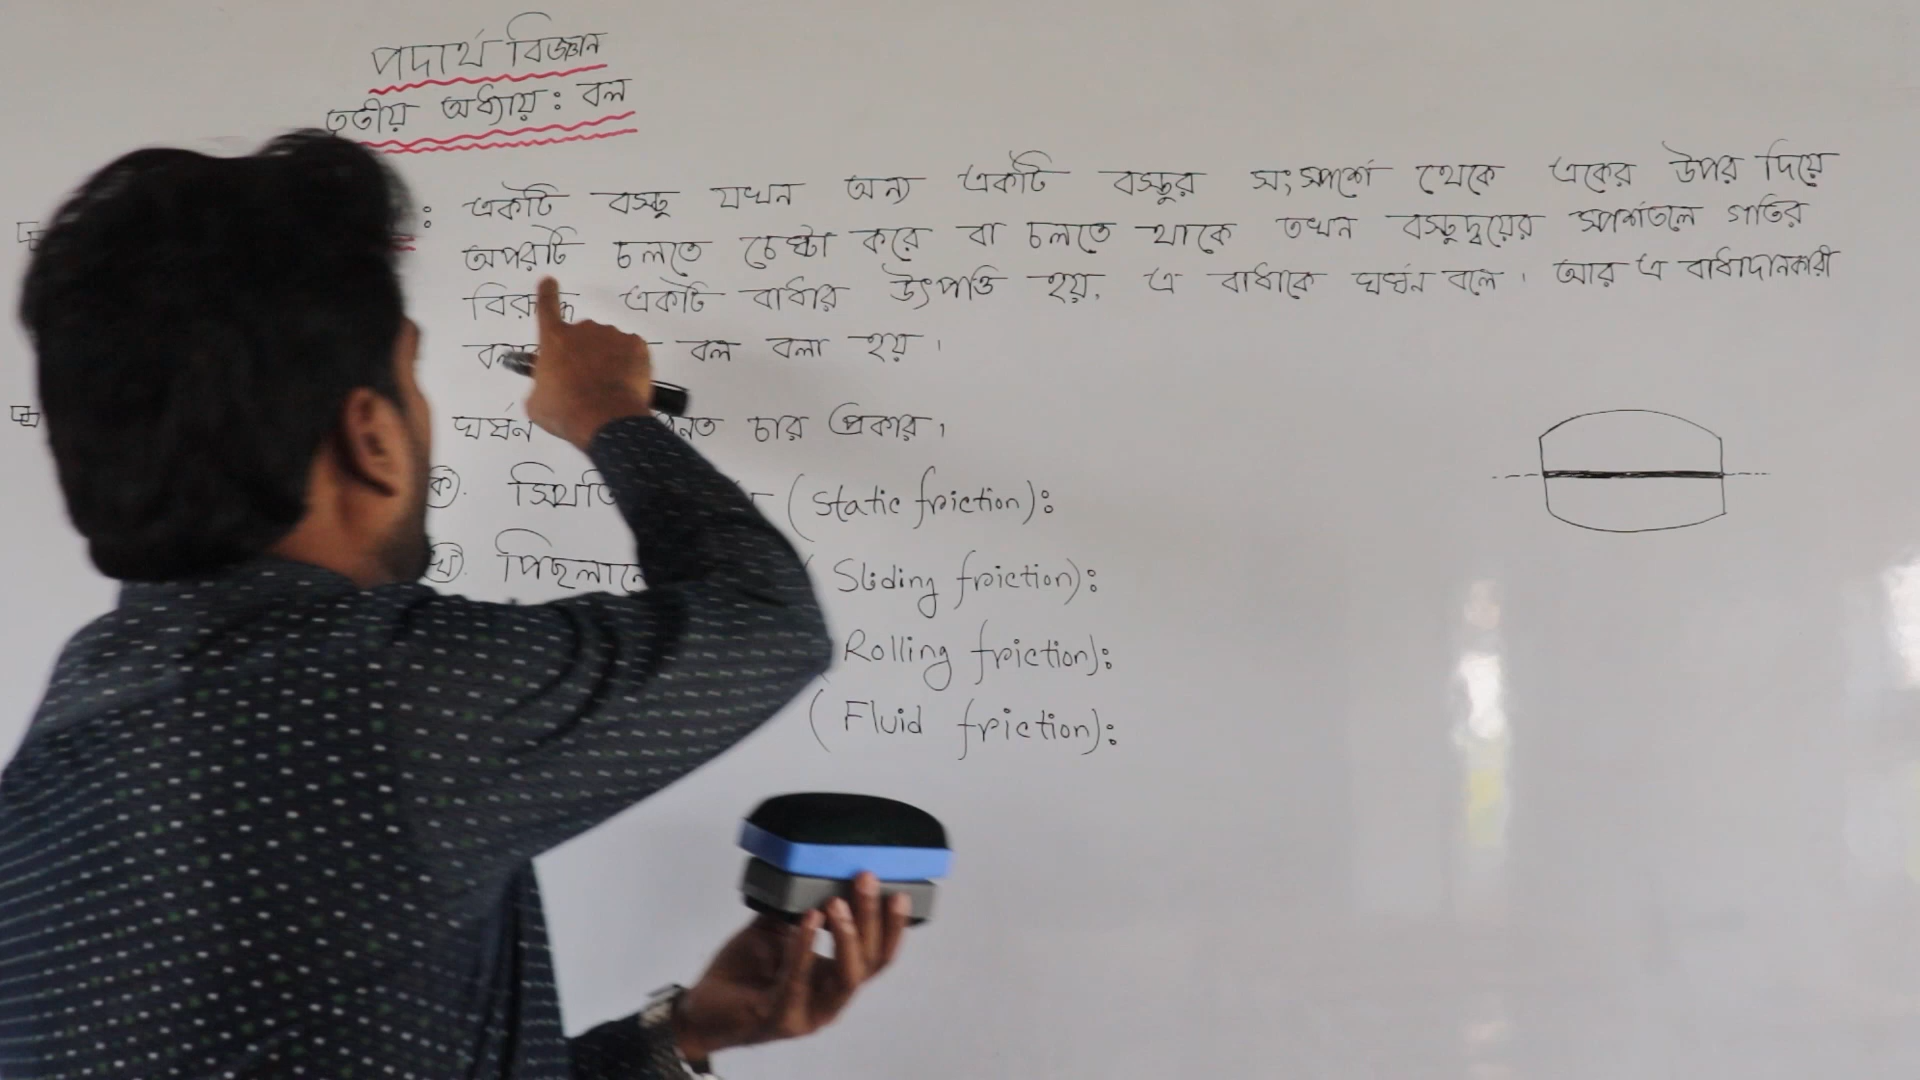 পদার্থ বিজ্ঞান
তৃতীয় অধ্যায় : বল
: একটি বস্তু যখন অন্য একটি বস্তুর সংস্পর্শে থেকে একের উপর দিয়ে
অপরটি চলতে চেষ্টা করে বা চলতে থাকে তখন বস্তুদ্বয়ের স্পর্শতলে গতির
বিরুদ্ধে একটি বাধার উৎপত্তি হয়, এ বাধাকে ঘর্ষন বলে । আর এ বাধাদানকারী
বল বলা হয় ।
ঘর্ষন চার প্রকার ।
ক. (Static friction):
খ. (Sliding friction):
(Rolling friction):
(Fluid friction):